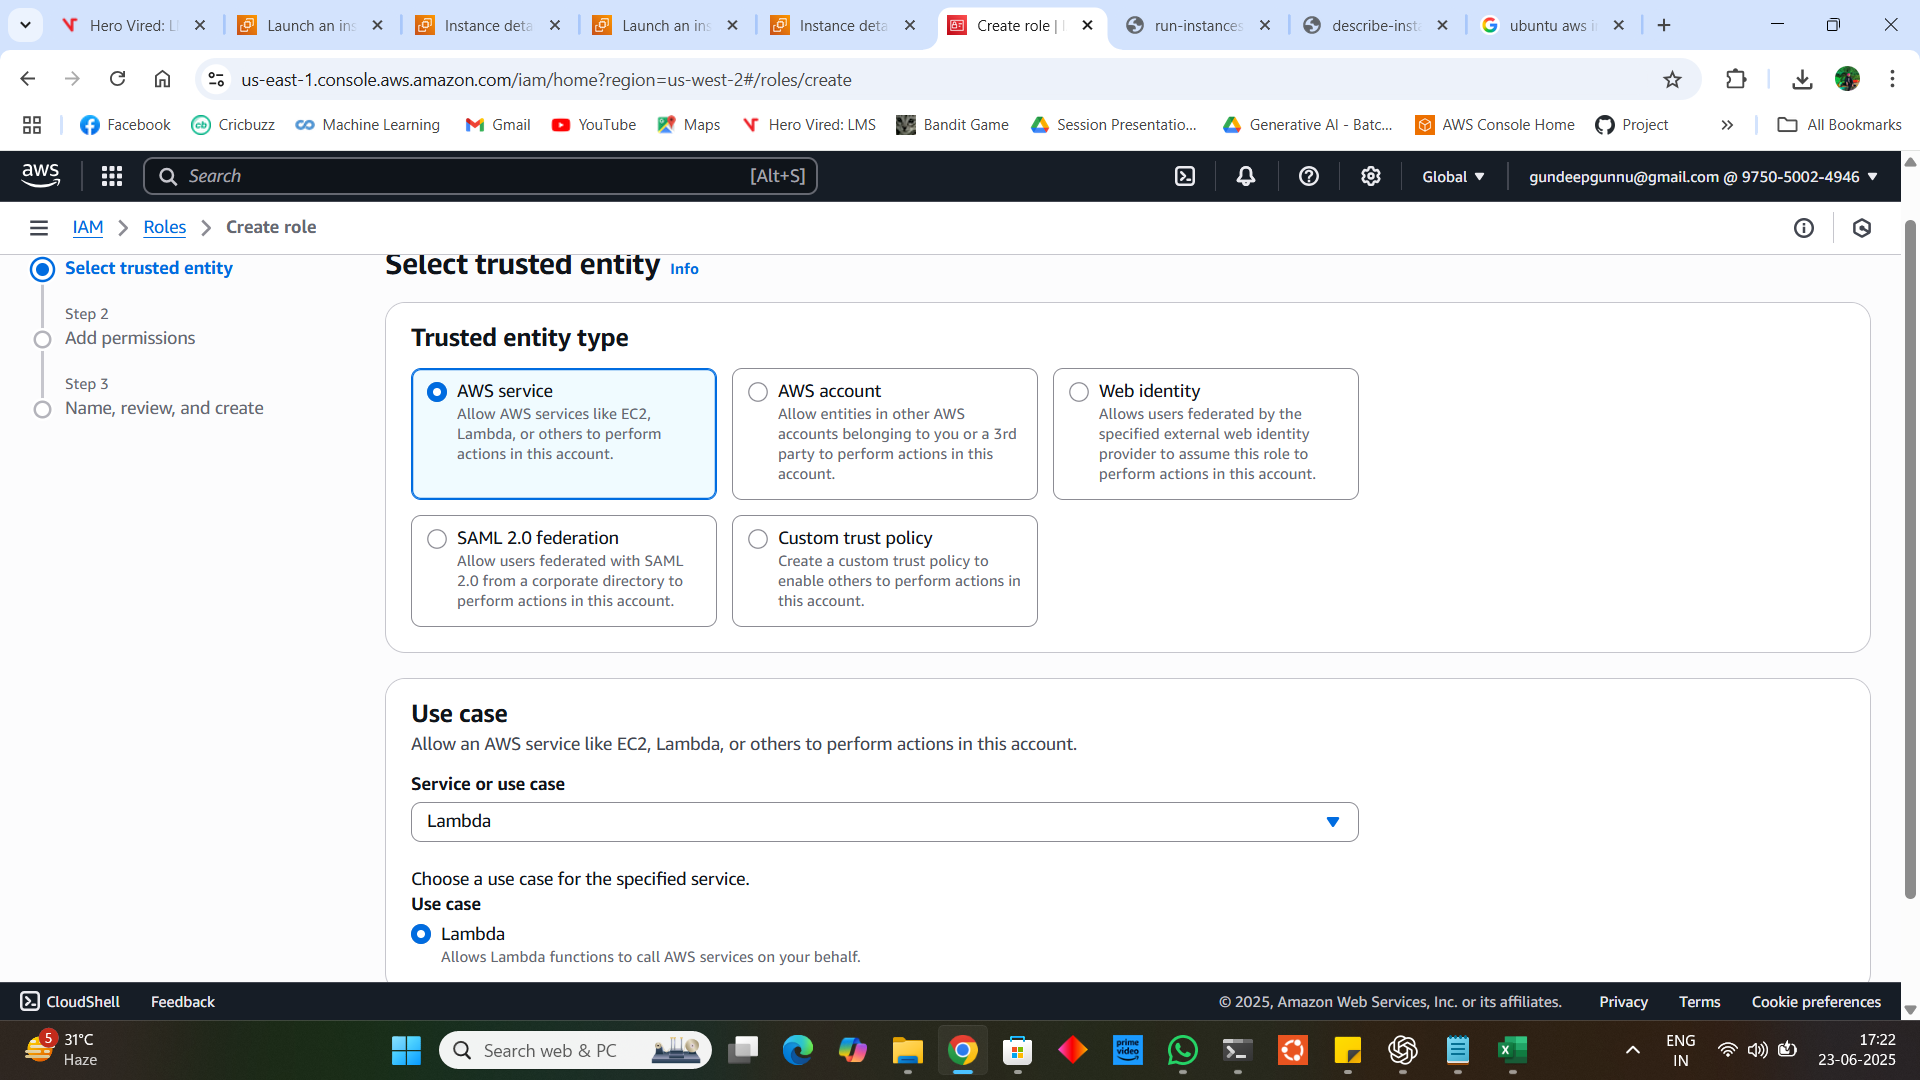 Hero Vired: L
Launch an ins
Instance deta
Launch an ins
Instance deta
Create role |
run-instances
describe-insta
ubuntu aws i
us-east-1.console.aws.amazon.com/iam/home?region=us-west-2#/roles/create
Facebook
Cricbuzz
Machine Learning
Gmail
YouTube
Maps
Hero Vired: LMS
Bandit Game
Session Presentatio...
Generative AI - Batc...
AWS Console Home
Project
All Bookmarks
aws
Search
[Alt+S]
Global
gundeepgunnu@gmail.com @ 9750-5002-4946
IAM
Roles
Create role
Select trusted entity
Step 2
Add permissions
Step 3
Name, review, and create
Select trusted entity Info
Trusted entity type
AWS service
Allow AWS services like EC2,
Lambda, or others to perform
actions in this account.
AWS account
Allow entities in other AWS
accounts belonging to you or a 3rd
party to perform actions in this
account.
Web identity
Allows users federated by the
specified external web identity
provider to assume this role to
perform actions in this account.
SAML 2.0 federation
Allow users federated with SAML
2.0 from a corporate directory to
perform actions in this account.
Custom trust policy
Create a custom trust policy to
enable others to perform actions in
this account.
Use case
Allow an AWS service like EC2, Lambda, or others to perform actions in this account.
Service or use case
Lambda
Choose a use case for the specified service.
Use case
Lambda
Allows Lambda functions to call AWS services on your behalf.
CloudShell
Feedback
© 2025, Amazon Web Services, Inc. or its affiliates.
Privacy
Terms
Cookie preferences
5
31°C
Haze
Search web & PC
prime video
ENG
IN
17:22
23-06-2025